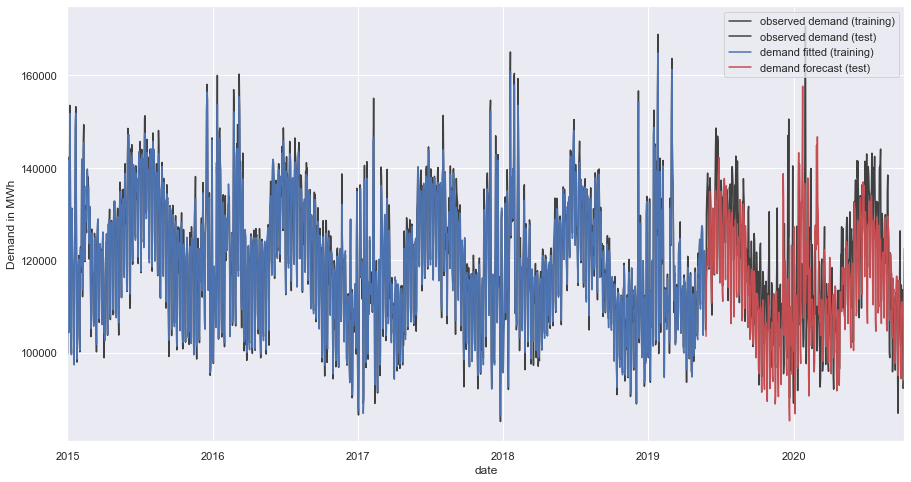 observed demand (training)
observed demand (test)
demand fitted (training)
demand forecast (test)
160000
140000
120000
100000
Demand in MWh
2015
2016
2017
2018
2019
2020
date